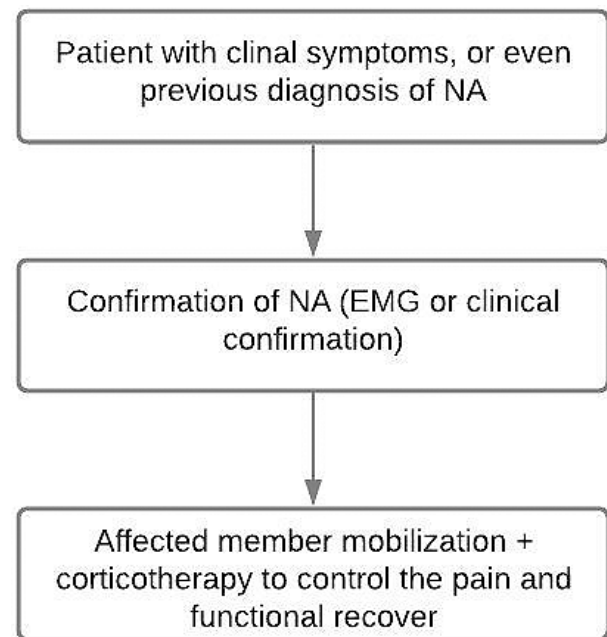 Patient with clinal symptoms, or even
previous diagnosis of NA
Confirmation of NA (EMG or clinical
confirmation)
Affected member mobilization +
corticotherapy to control the pain and
functional recover